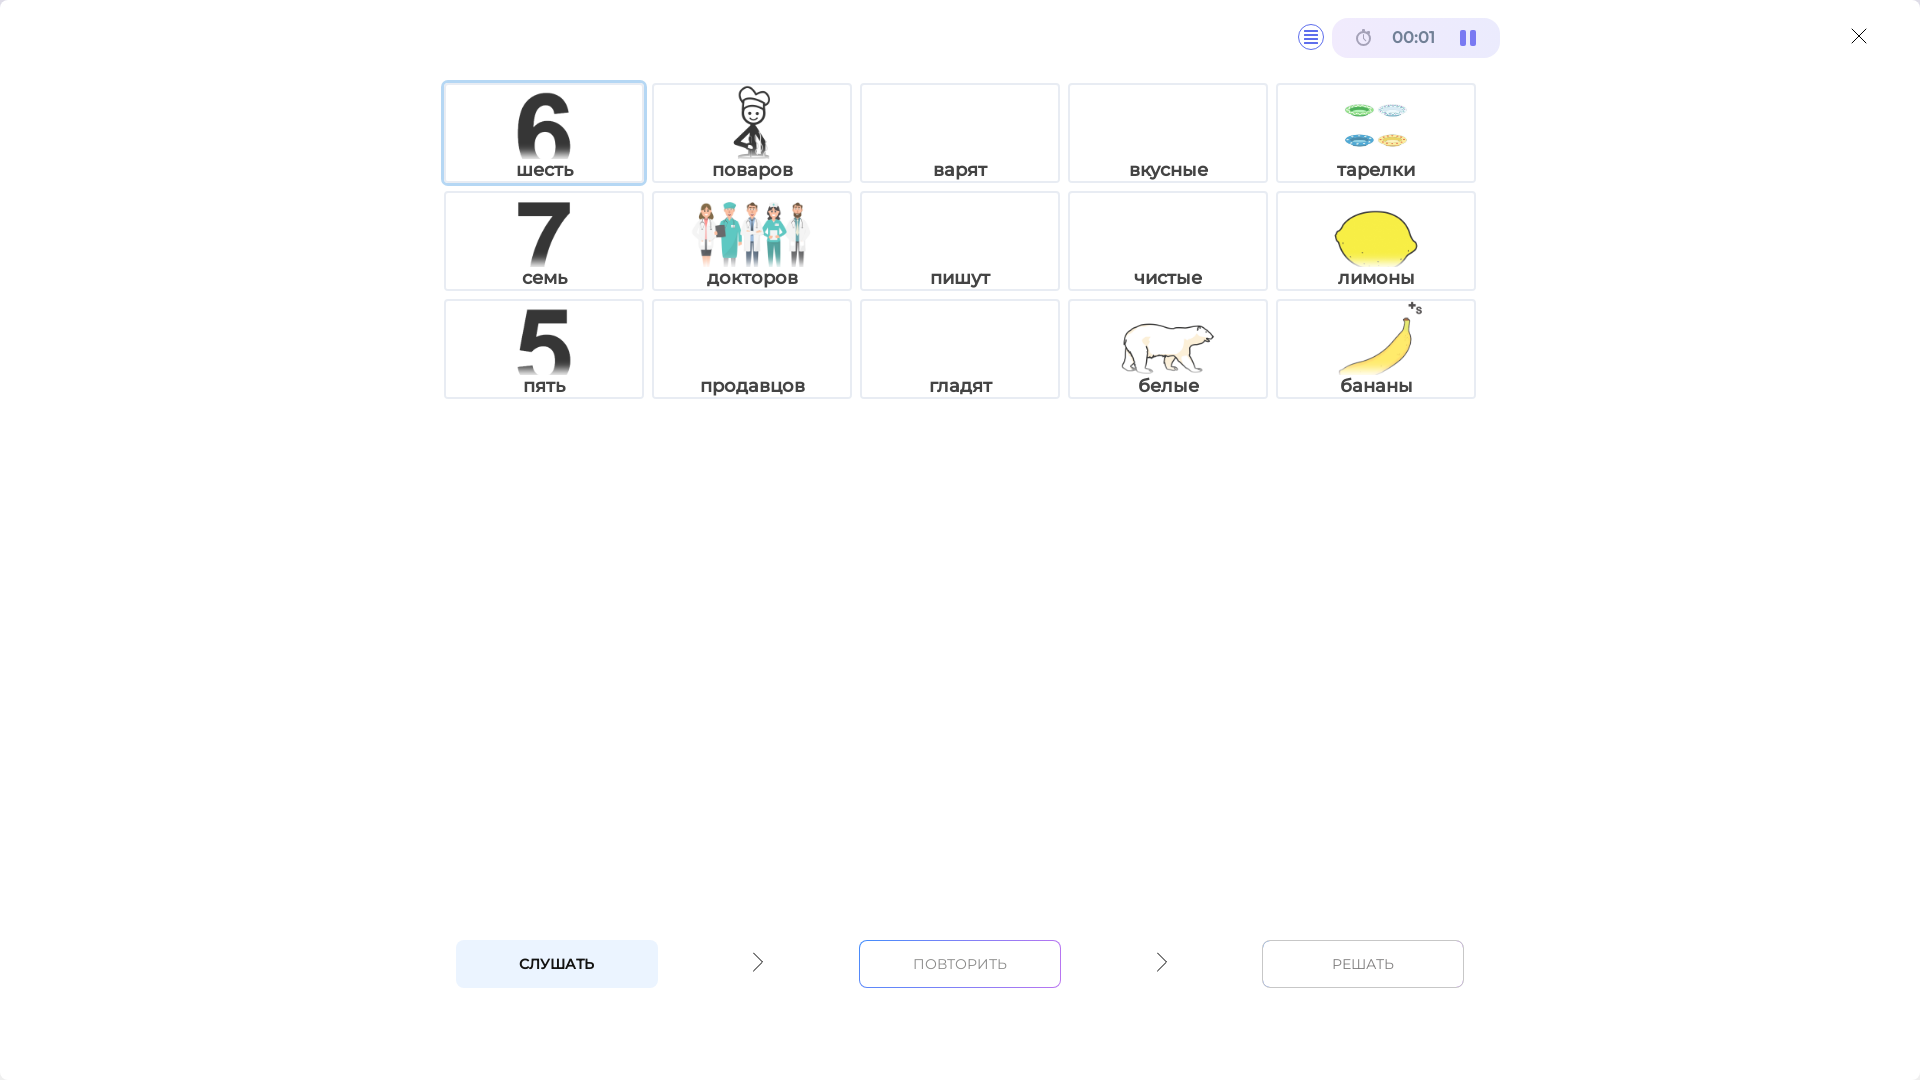 00:01
6 7 5
шесть поваров варят вкусные тарелки
семь докторов пишут чистые лимоны
+s
пять продавцов гладят белые бананы
СЛУШАТЬ ПОВТОРИТЬ РЕШАТЬ